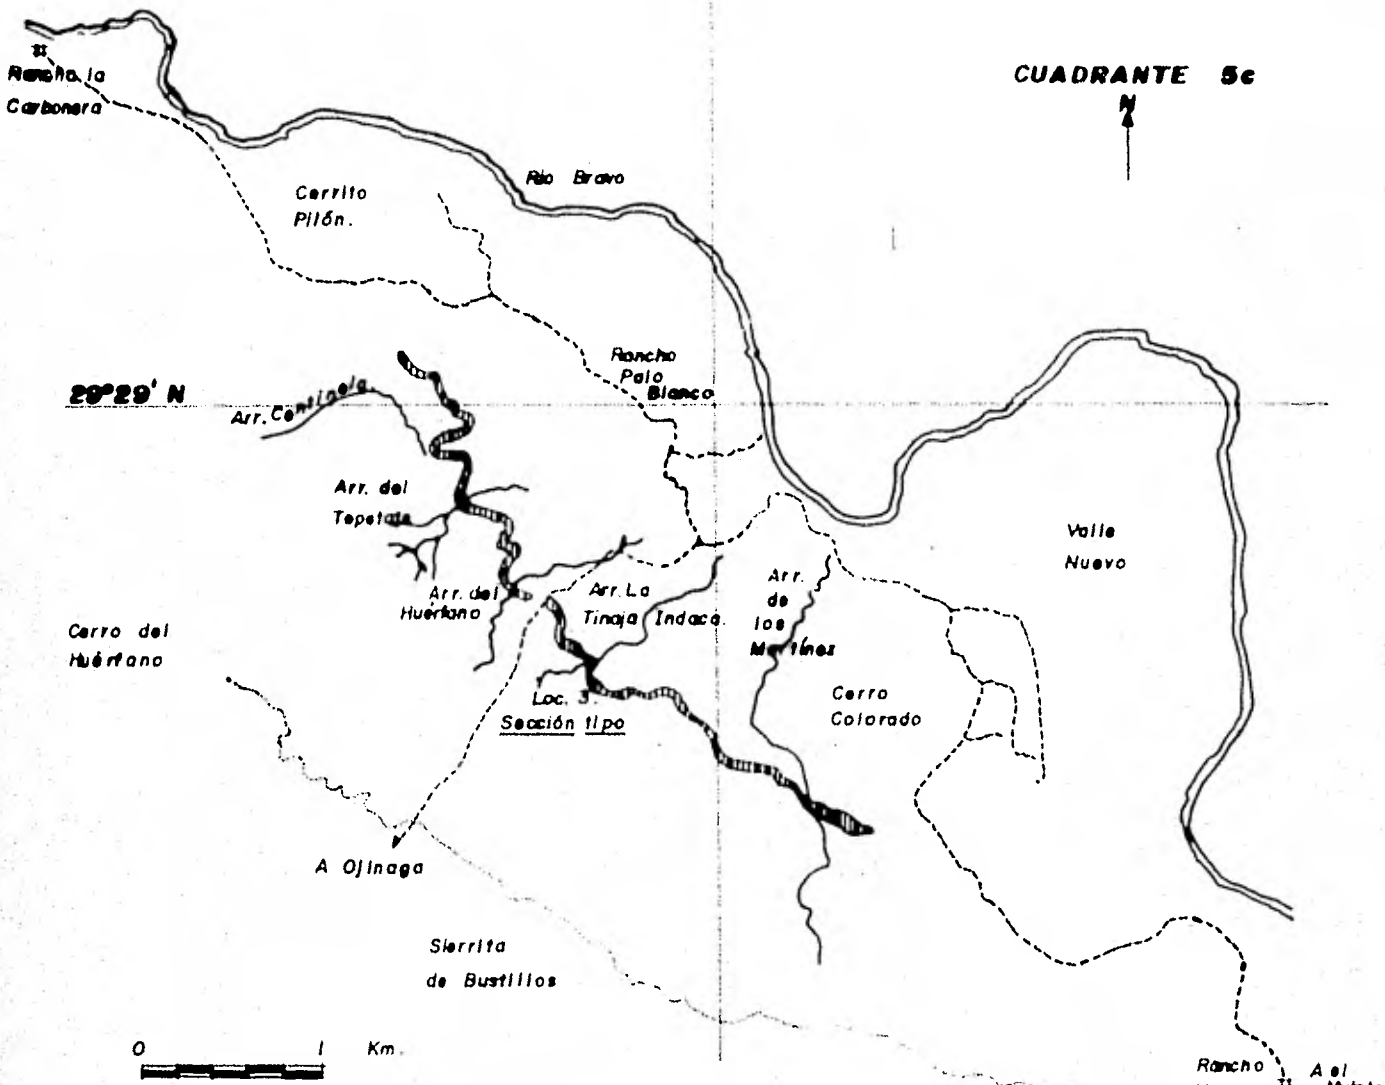 CUADRANTE 5c
N
Rancho la
Carbonera
Río Bravo
Cerrito
Pilón.
Rancho
Palo
Blanco
29°29' N
Arr. Centinela.
Arr. del
Tepetate
Valle
Nuevo
Arr. del
Huérfano
Arr. La
Tinaja Indaca.
Arr.
de
los
Martínez
Cerro del
Huérfano
Loc. 3.
Sección tipo
Cerro
Colorado
A Ojinaga
Sierrita
de Bustillos
0 1 Km.
Rancho
A el